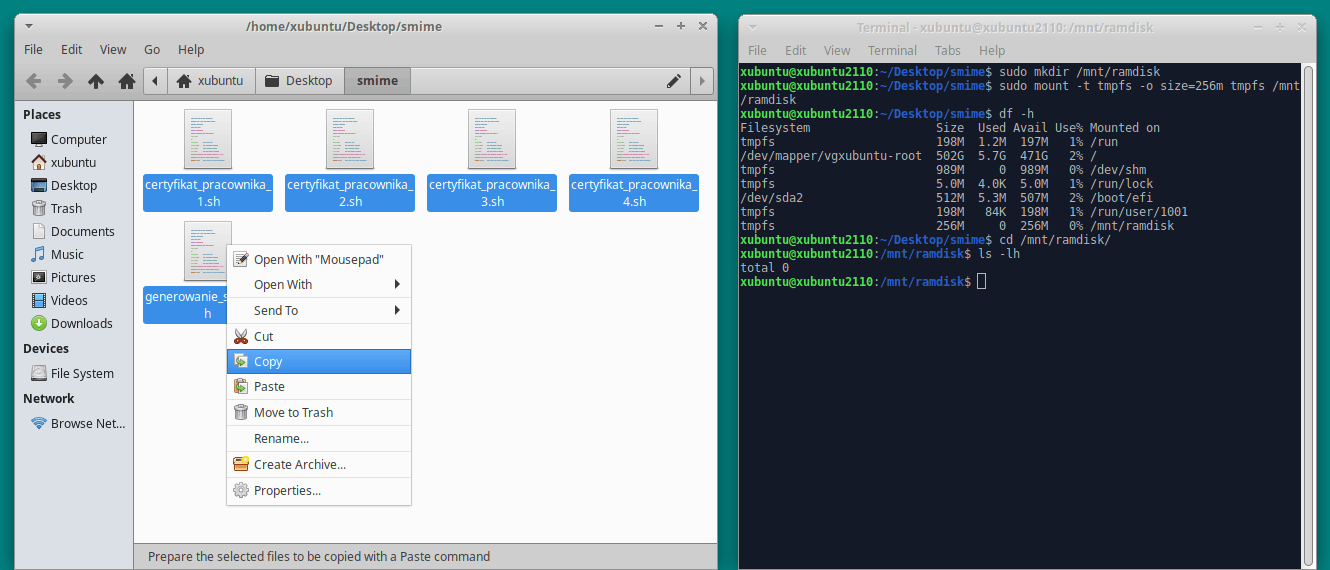 /home/xubuntu/Desktop/smime
File Edit View Go Help
xubuntu Desktop smime
Places
Computer
xubuntu
Desktop
Trash
Documents
Music
Pictures
Videos
Downloads
Devices
File System
Network
Browse Net...
certyfikat_pracownika_
1.sh
certyfikat_pracownika_
2.sh
certyfikat_pracownika_
3.sh
certyfikat_pracownika_
4.sh
generowanie_s
h
Open With "Mousepad"
Open With
Send To
Cut
Copy
Paste
Move to Trash
Rename...
Create Archive...
Properties...
Prepare the selected files to be copied with a Paste command
Terminal - xubuntu@xubuntu2110: /mnt/ramdisk
File Edit View Terminal Tabs Help
xubuntu@xubuntu2110:~/Desktop/smime$ sudo mkdir /mnt/ramdisk
xubuntu@xubuntu2110:~/Desktop/smime$ sudo mount -t tmpfs -o size=256m tmpfs /mnt
/ramdisk
xubuntu@xubuntu2110:~/Desktop/smime$ df -h
Filesystem Size Used Avail Use% Mounted on
tmpfs 198M 1.2M 197M 1% /run
/dev/mapper/vgxubuntu-root 502G 5.7G 471G 2% /
tmpfs 989M 0 989M 0% /dev/shm
tmpfs 5.0M 4.0K 5.0M 1% /run/lock
/dev/sda2 512M 5.3M 507M 2% /boot/efi
tmpfs 198M 84K 198M 1% /run/user/1001
tmpfs 256M 0 256M 0% /mnt/ramdisk
xubuntu@xubuntu2110:~/Desktop/smime$ cd /mnt/ramdisk/
xubuntu@xubuntu2110:/mnt/ramdisk$ ls -lh
total 0
xubuntu@xubuntu2110:/mnt/ramdisk$